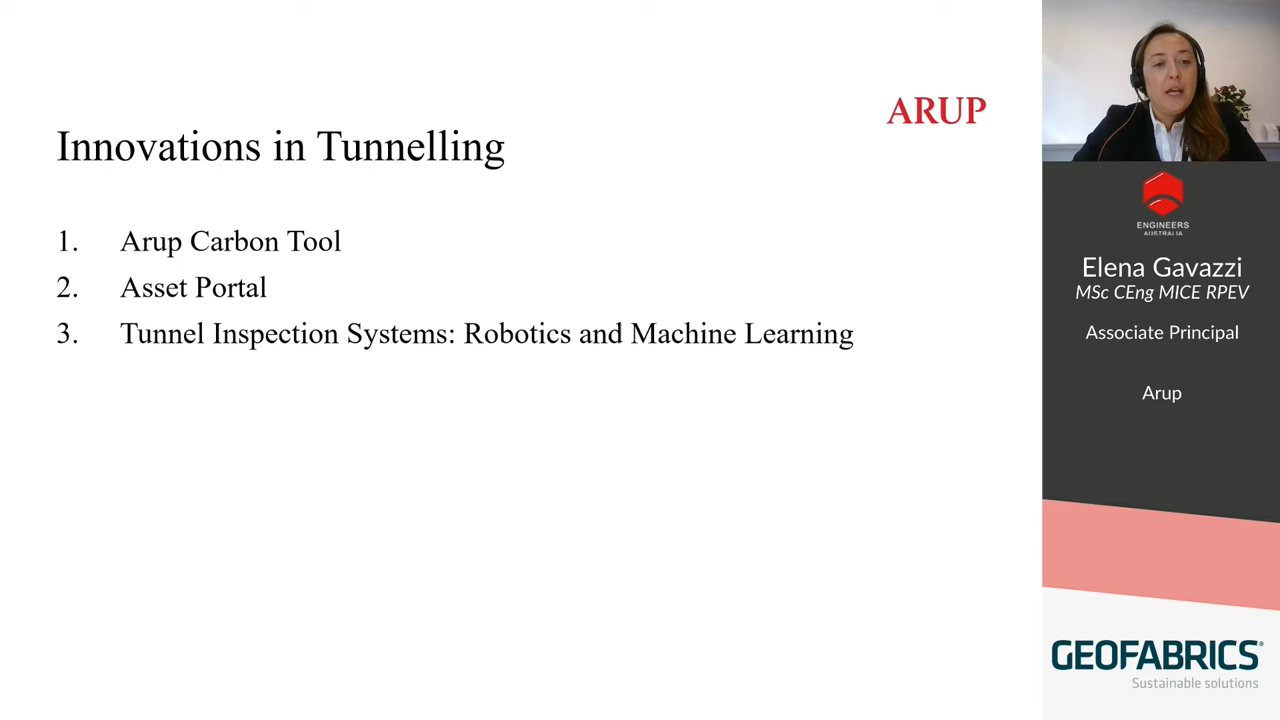 ARUP
Innovations in Tunnelling
1. Arup Carbon Tool
2. Asset Portal
3. Tunnel Inspection Systems: Robotics and Machine Learning
ENGINEERS
AUSTRALIA
Elena Gavazzi
MSc CEng MICE RPEV
Associate Principal
Arup
GEOFABRICS®
Sustainable solutions